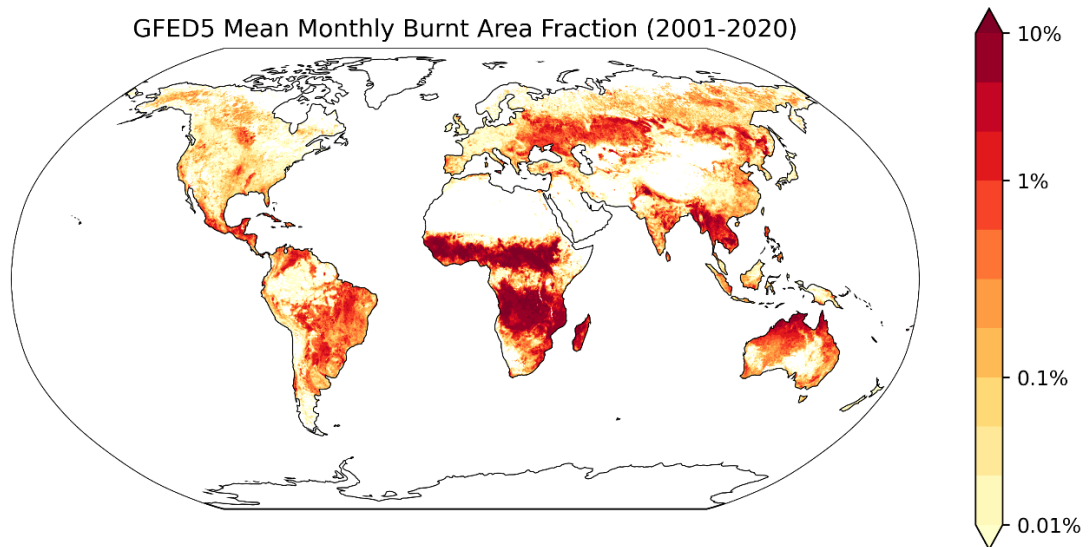 GFED5 Mean Monthly Burnt Area Fraction (2001-2020)
10%
1%
0.1%
0.01%